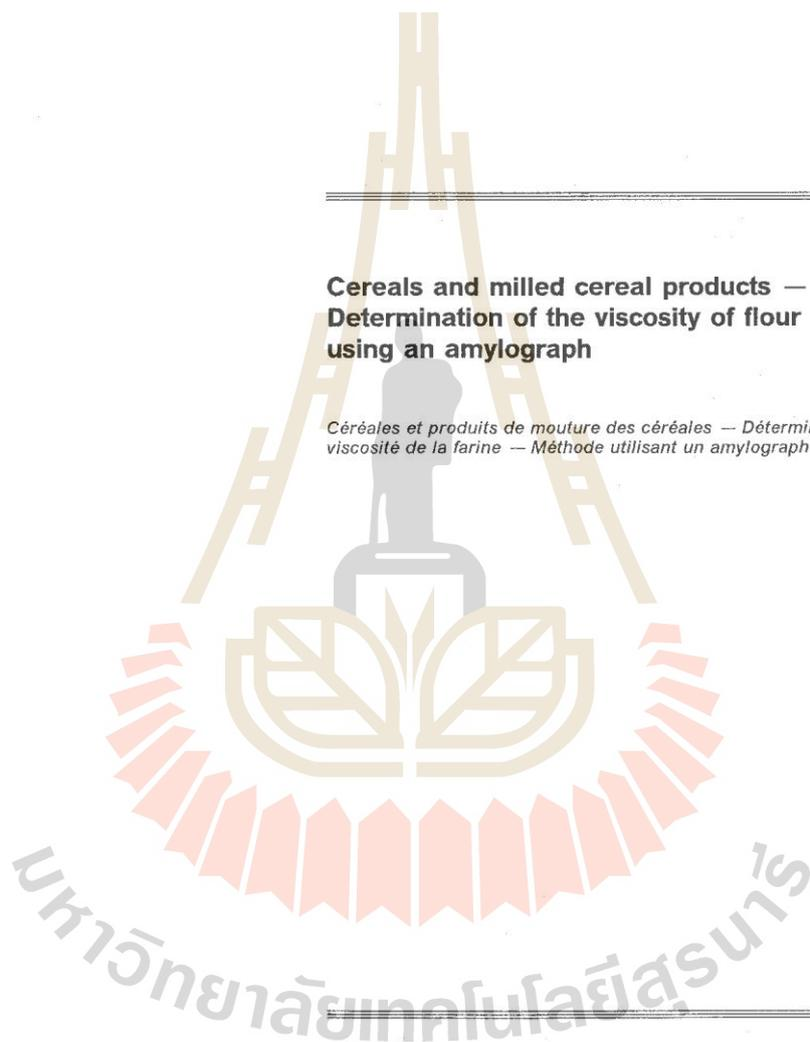 Cereals and milled cereal products —
Determination of the viscosity of flour
using an amylograph
Céréales et produits de mouture des céréales —
viscosité de la farine — Méthode utilisant un
มหาวิทยาลัยเทคโนโลยีสุรนารี